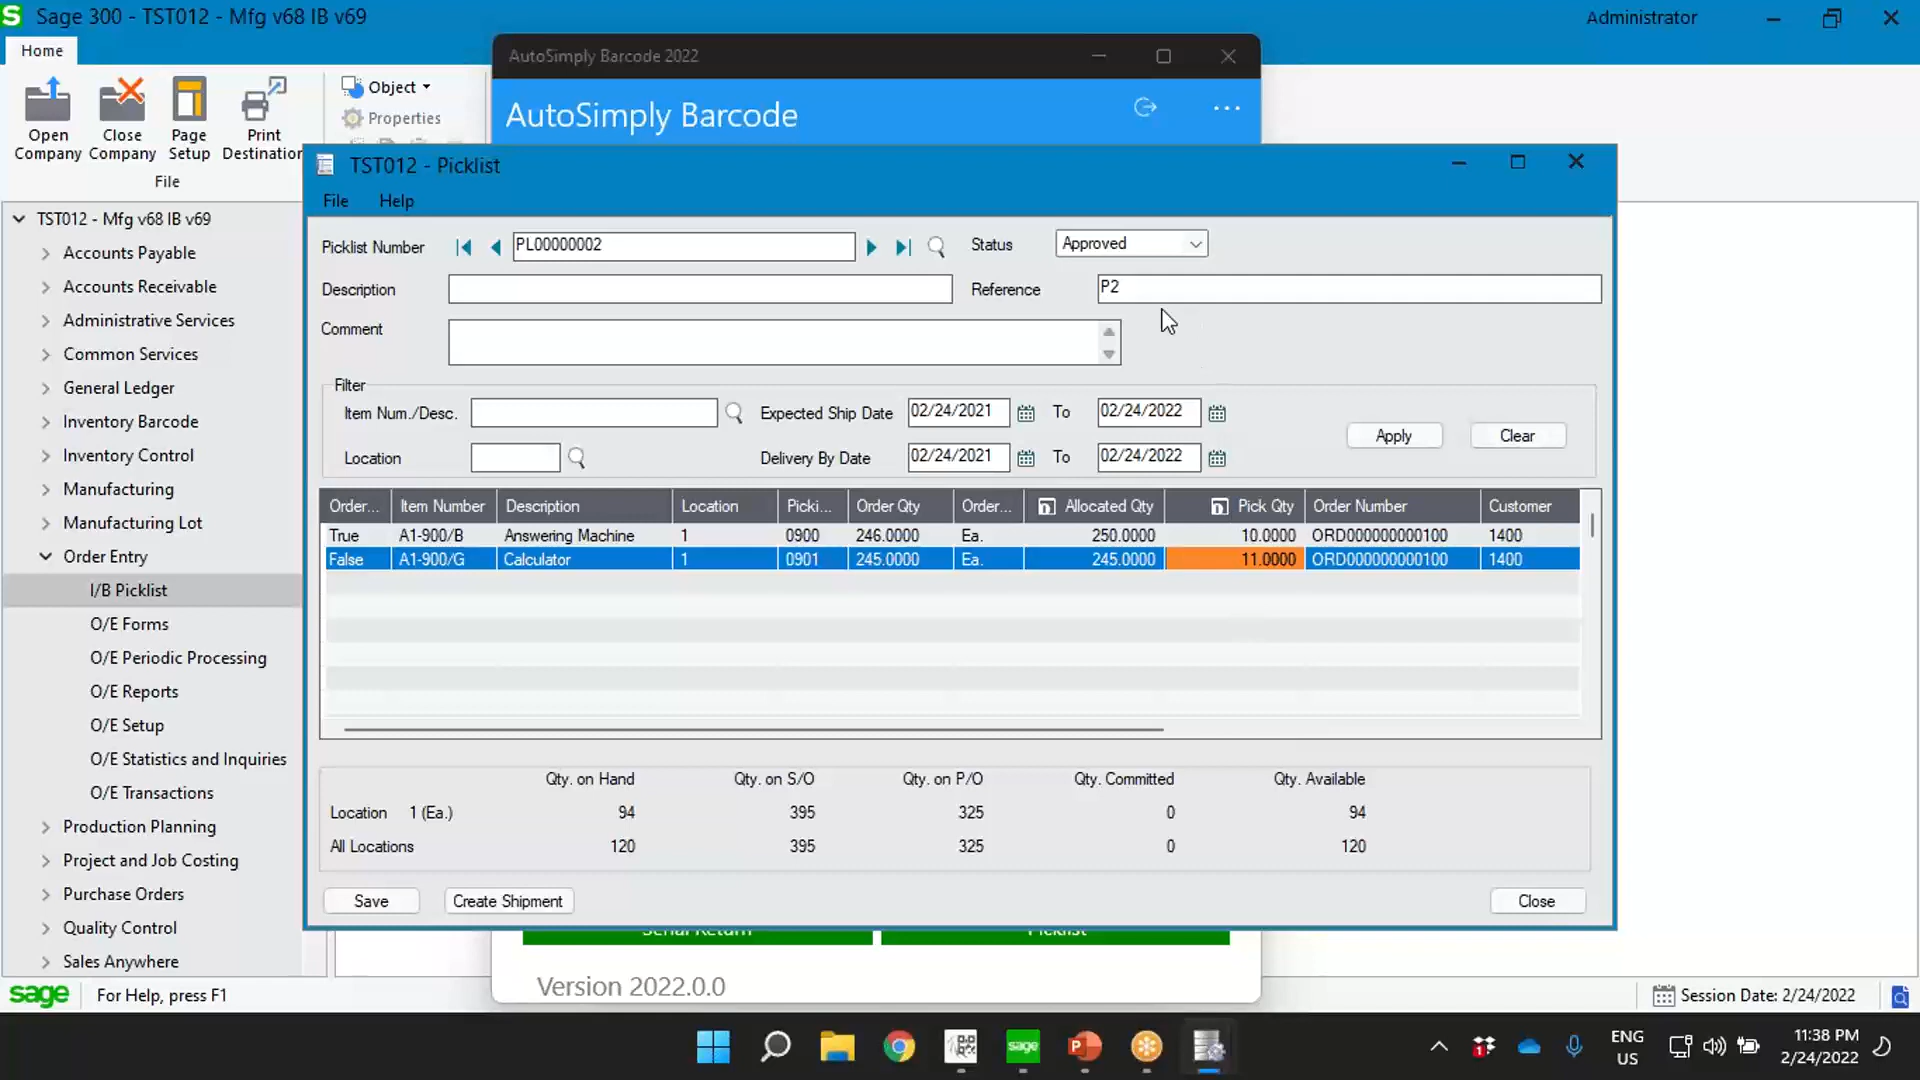 Sage 300 - TST012 - Mfg v68 IB v69
Administrator
Home
Open Company
Close Company
Page Setup
Print Destination
Object
Properties
File
AutoSimply Barcode 2022
AutoSimply Barcode
TST012 - Picklist
File Help
Picklist Number PL00000002 Status Approved
Description Reference P2
Comment
Filter
Item Num./Desc. Expected Ship Date 02/24/2021 To 02/24/2022
Apply Clear
Location Delivery By Date 02/24/2021 To 02/24/2022
Order... Item Number Description Location Picki... Order Qty Order... Allocated Qty Pick Qty Order Number Customer
True A1-900/B Answering Machine 1 0900 246.0000 Ea. 250.0000 10.0000 ORD000000000100 1400
False A1-900/G Calculator 1 0901 245.0000 Ea. 245.0000 11.0000 ORD000000000100 1400
Qty. on Hand Qty. on S/O Qty. on P/O Qty. Committed Qty. Available
Location 1 (Ea.) 94 395 325 0 94
All Locations 120 395 325 0 120
Save Create Shipment Close
TST012 - Mfg v68 IB v69
Accounts Payable
Accounts Receivable
Administrative Services
Common Services
General Ledger
Inventory Barcode
Inventory Control
Manufacturing
Manufacturing Lot
Order Entry
I/B Picklist
O/E Forms
O/E Periodic Processing
O/E Reports
O/E Setup
O/E Statistics and Inquiries
O/E Transactions
Production Planning
Project and Job Costing
Purchase Orders
Quality Control
Sales Anywhere
Serial Return Picklist
Version 2022.0.0
sage For Help, press F1
Session Date: 2/24/2022
sage
ENG
US
11:38 PM
2/24/2022